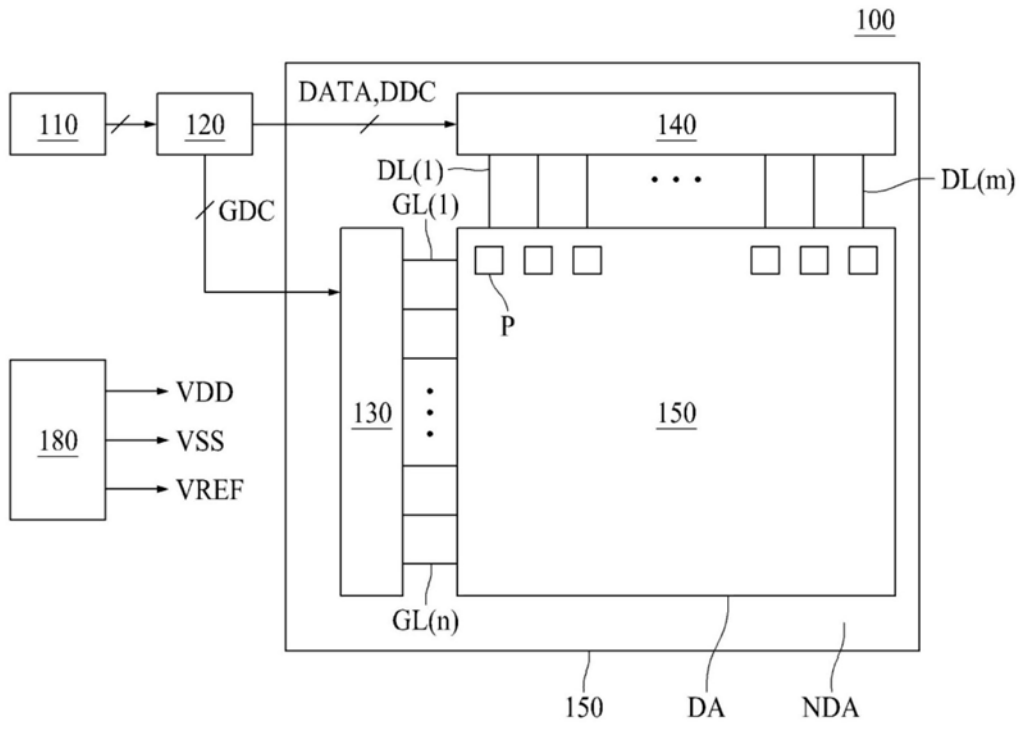 100
DATA,DDC
110
120
140
DL(1)
DL(m)
GDC
GL(1)
P
VDD
130
150
180
VSS
VREF
GL(n)
150
DA
NDA